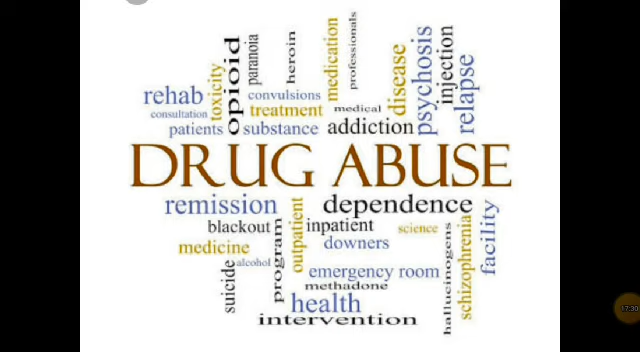 rehab
toxicity
opioid
paranoia
heroin
medication
professionals
disease
psychosis
injection
relapse
consultation
convulsions
treatment
medical
patients
substance
addiction
DRUG ABUSE
remission
dependence
blackout
outpatient
inpatient
science
facility
medicine
program
downers
hallucinogens
schizophrenia
suicide
alcohol
emergency room
methadone
health
intervention
17:30